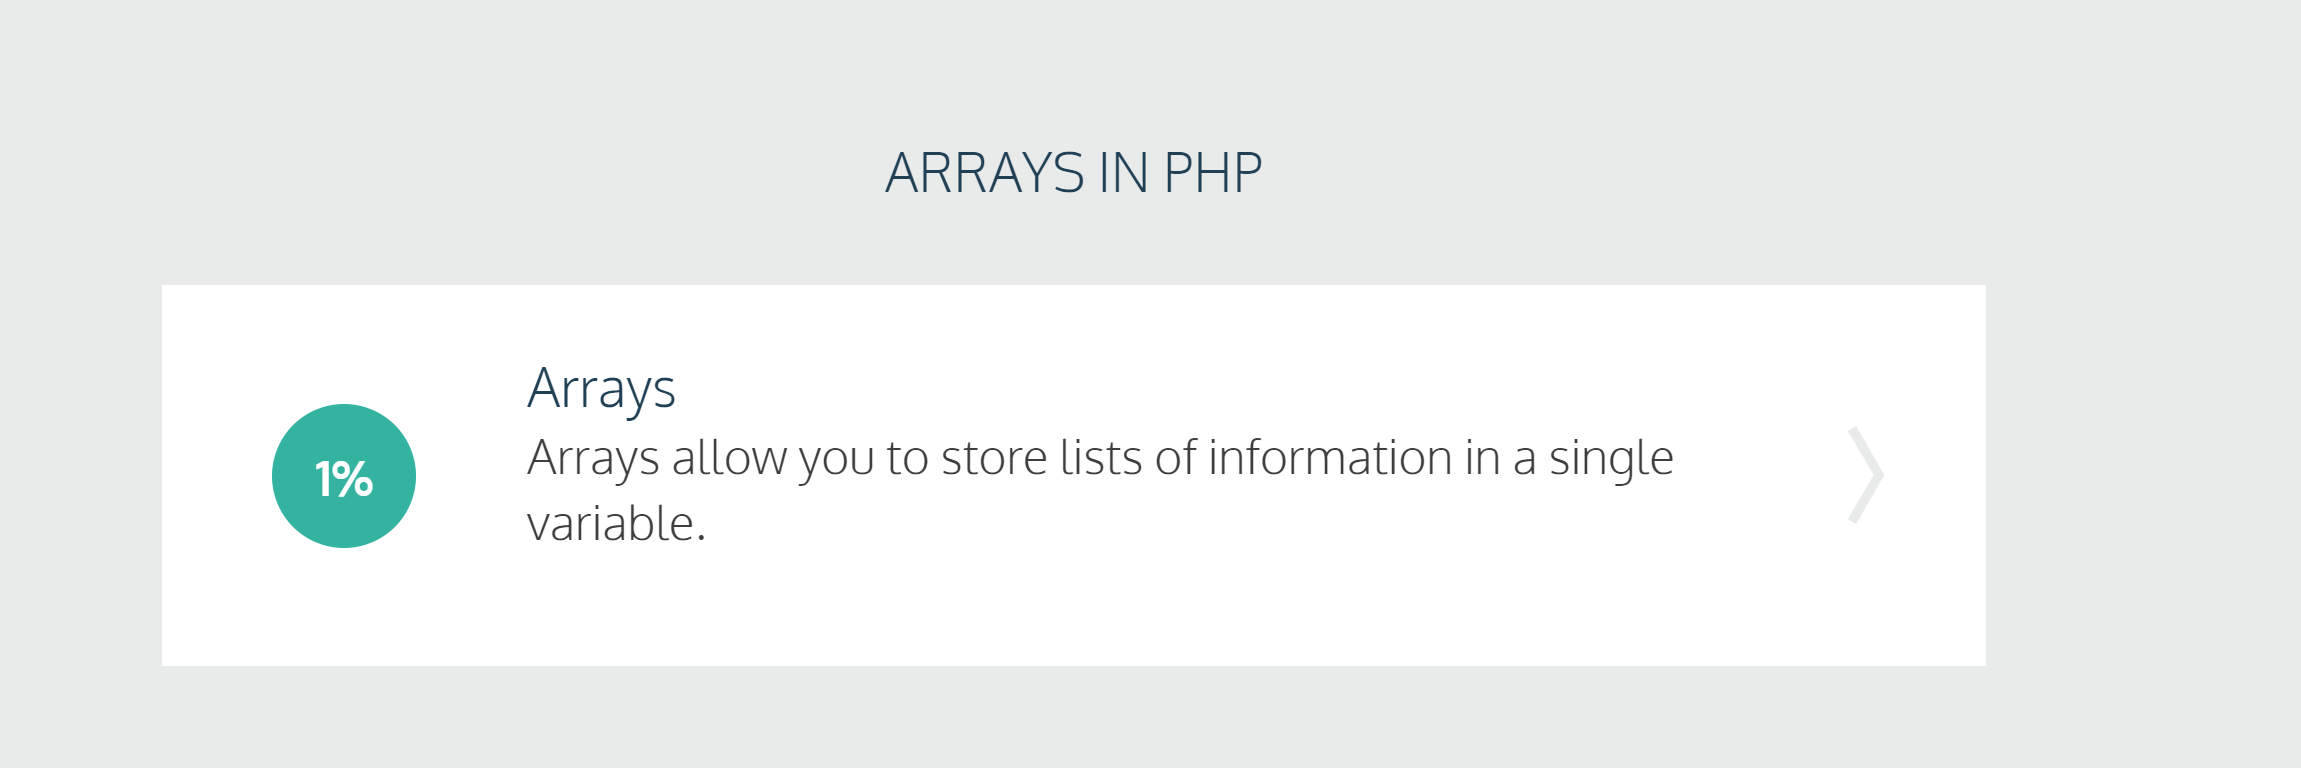 ARRAYS IN PHP
1%
Arrays
Arrays allow you to store lists of information in a single
variable.